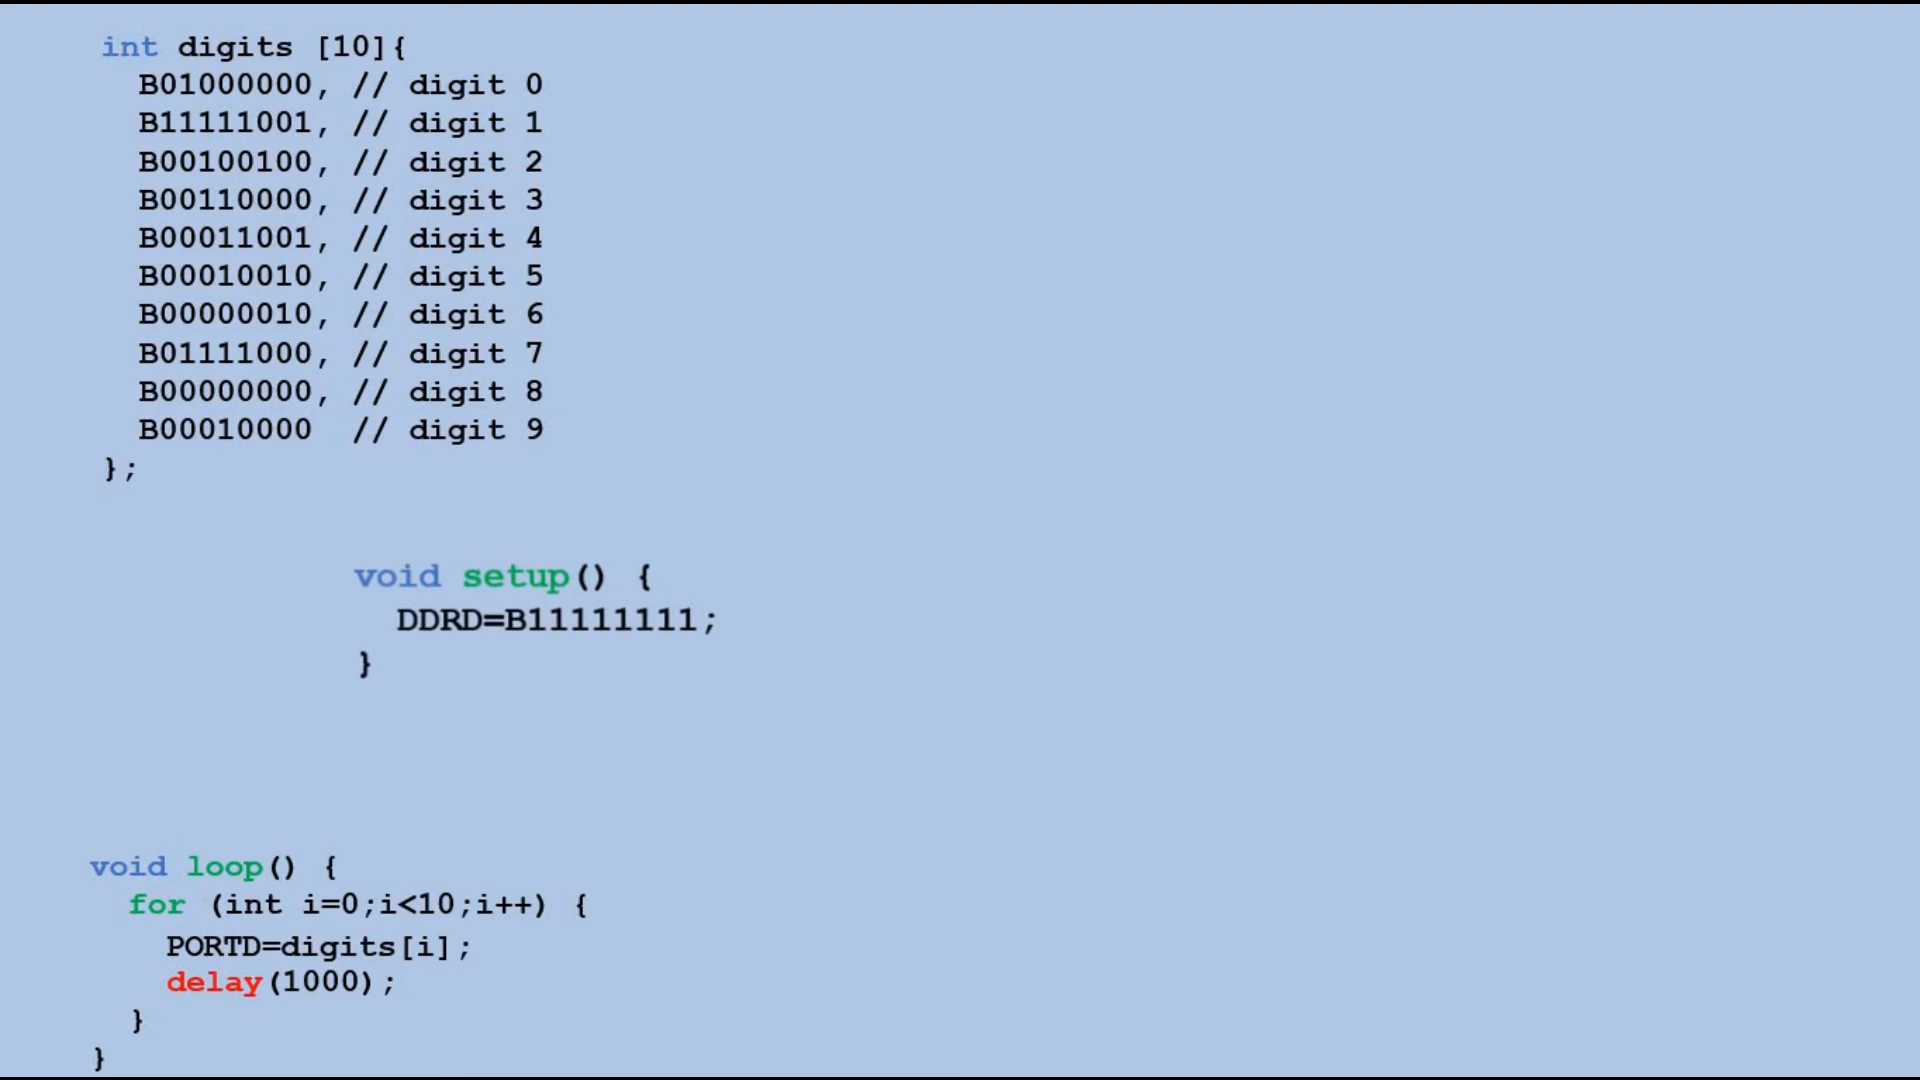 int digits [10]{
B01000000, // digit 0
B11111001, // digit 1
B00100100, // digit 2
B00110000, // digit 3
B00011001, // digit 4
B00010010, // digit 5
B00000010, // digit 6
B01111000, // digit 7
B00000000, // digit 8
B00010000 // digit 9
};
void setup() {
DDRD=B11111111;
}
void loop() {
for (int i=0;i<10;i++) {
PORTD=digits[i];
delay(1000);
}
}